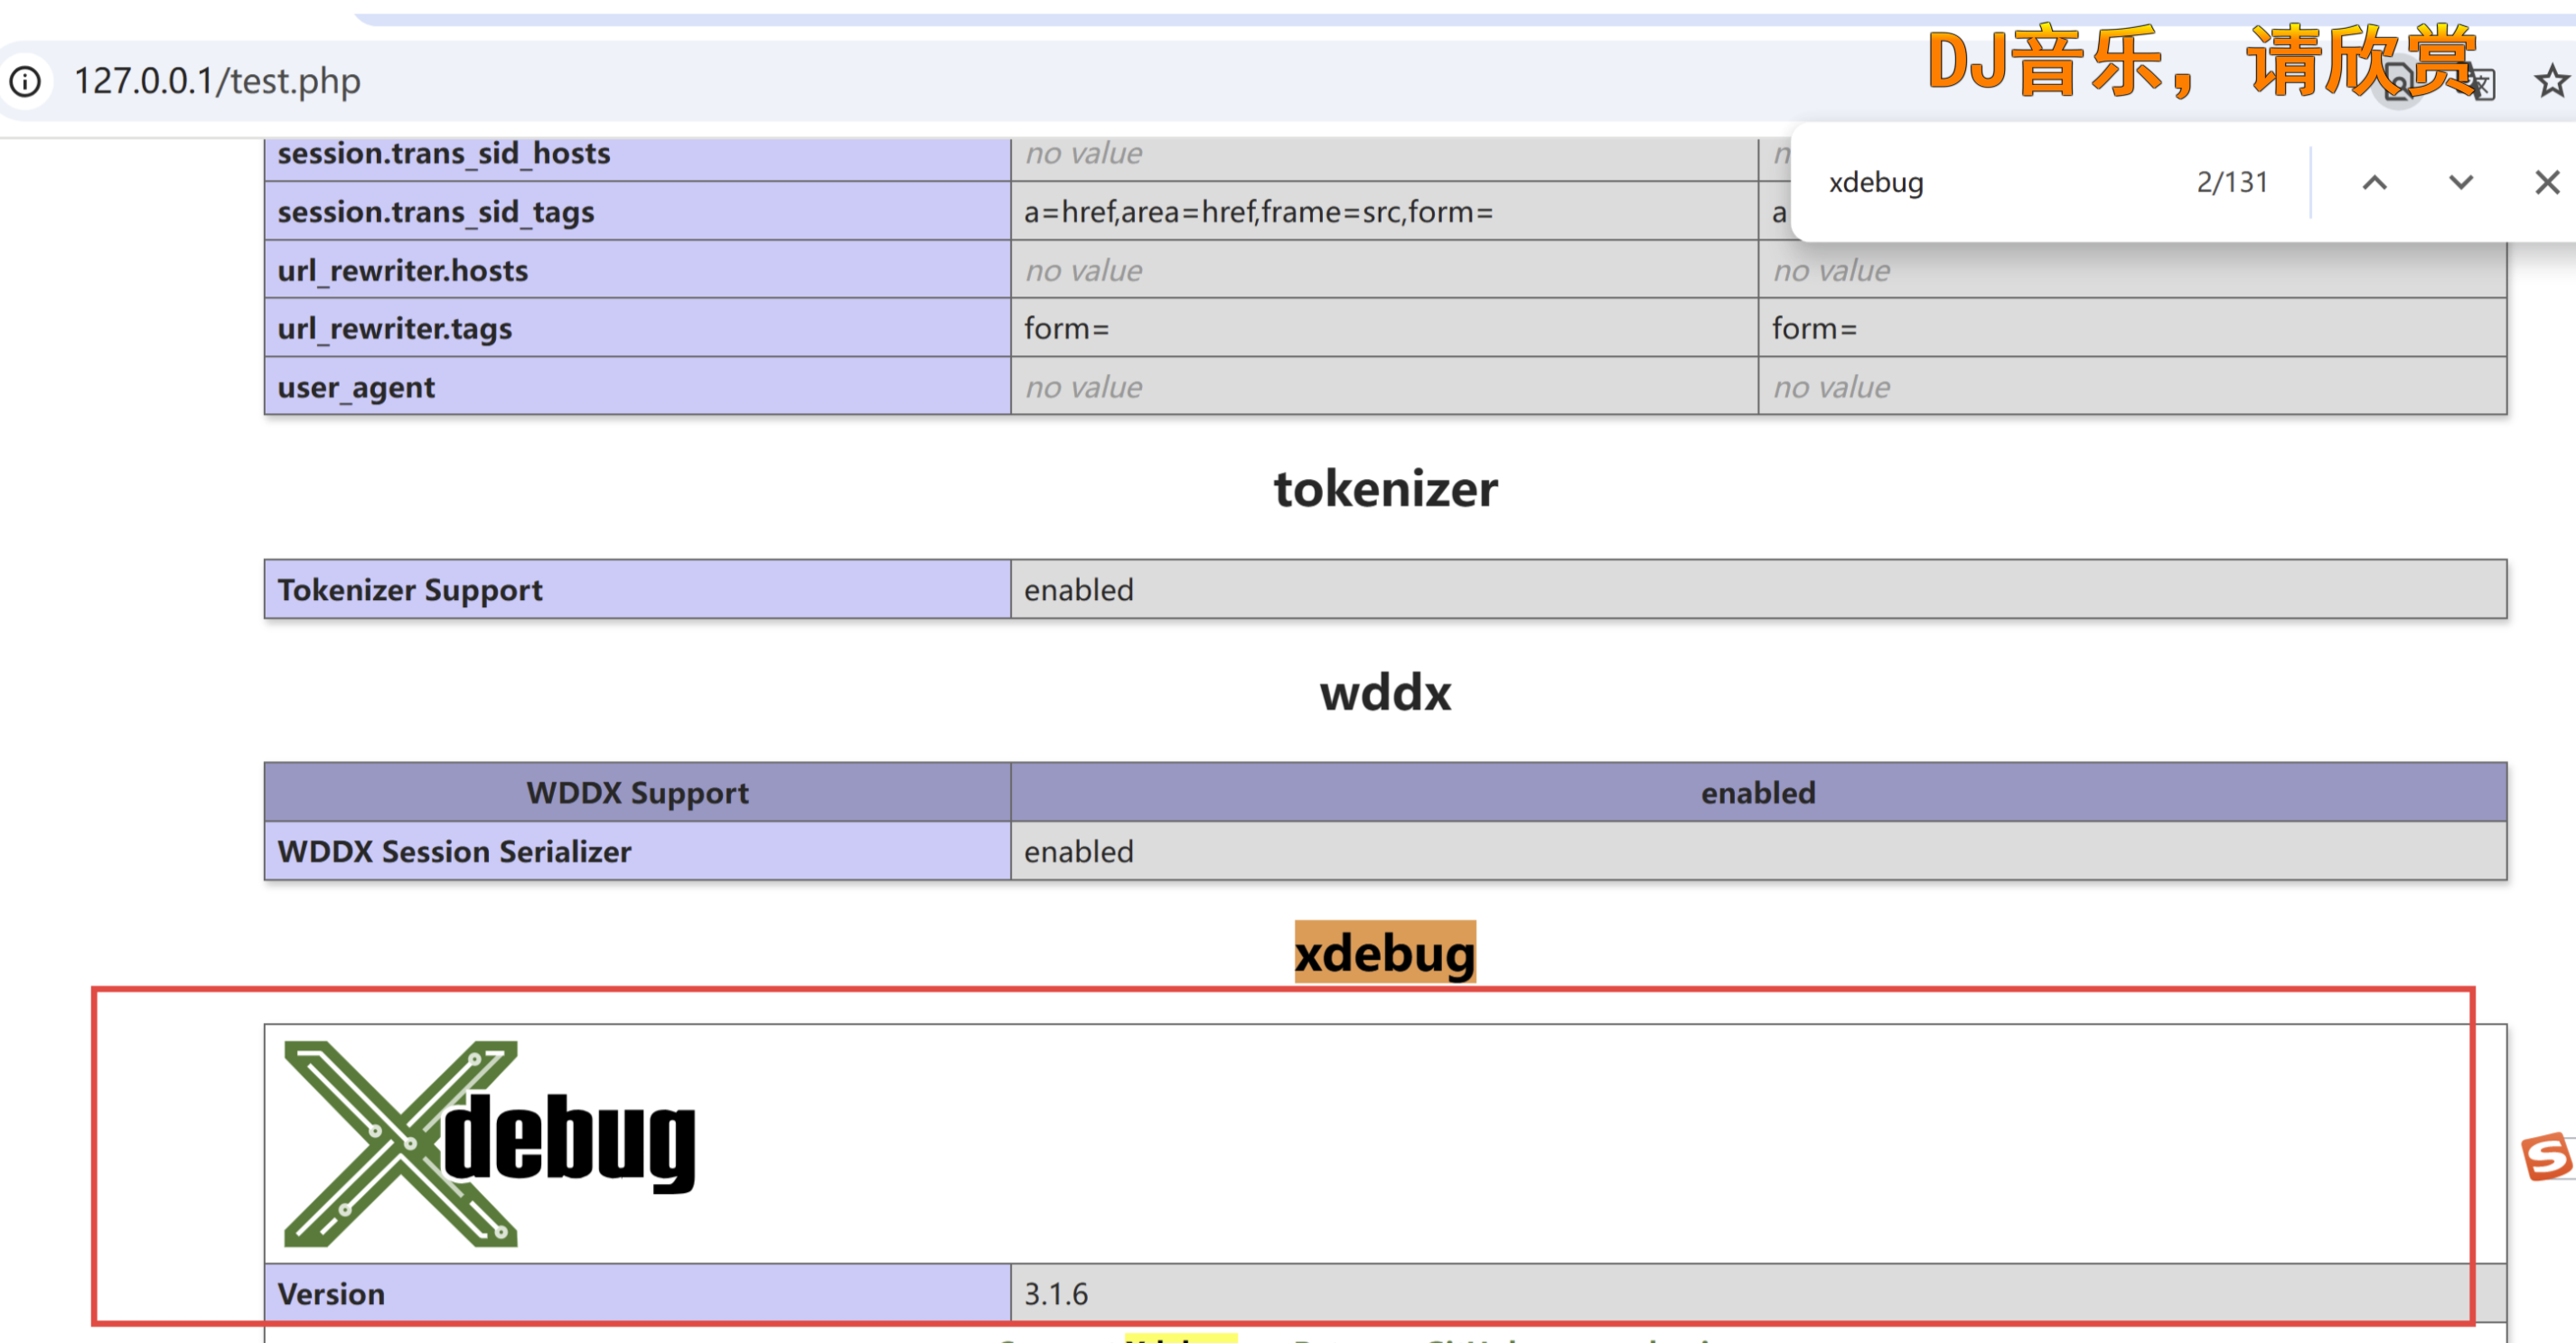 DJ音乐，请欣赏
127.0.0.1/test.php
xdebug 2/131
session.trans_sid_hosts no value
session.trans_sid_tags a=href,area=href,frame=src,form= a
url_rewriter.hosts no value no value
url_rewriter.tags form= form=
user_agent no value no value
tokenizer
Tokenizer Support enabled
wddx
WDDX Support enabled
WDDX Session Serializer enabled
xdebug
Xdebug
Version 3.1.6